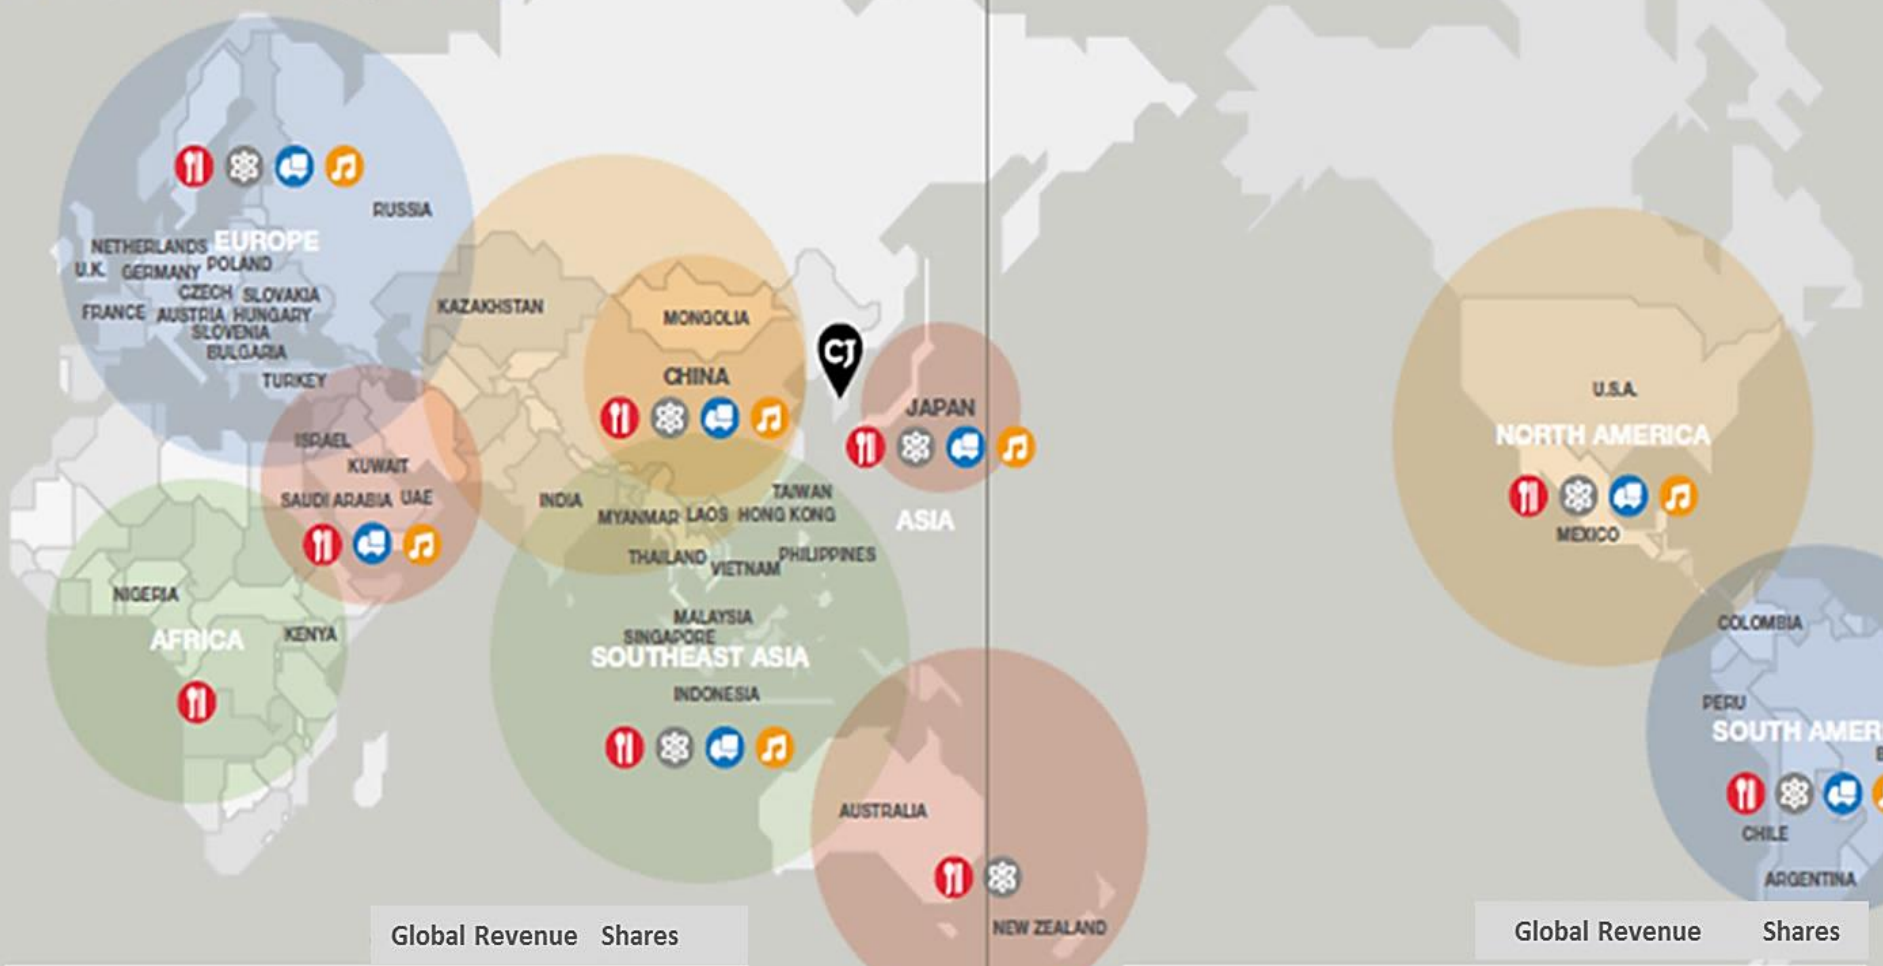 RUSSIA
EUROPE
NETHERLANDS
U.K. GERMANY POLAND
CZECH SLOVAKIA
FRANCE AUSTRIA HUNGARY
SLOVENIA
BULGARIA
TURKEY
KAZAKHSTAN
MONGOLIA
CHINA
CJ
JAPAN
ASIA
ISRAEL
KUWAIT
SAUDI ARABIA UAE
INDIA
TAIWAN
MYANMAR LAOS HONG KONG
THAILAND VIETNAM PHILIPPINES
MALAYSIA
SINGAPORE
SOUTHEAST ASIA
INDONESIA
NIGERIA
AFRICA
KENYA
AUSTRALIA
NEW ZEALAND
U.S.A.
NORTH AMERICA
MEXICO
COLOMBIA
PERU
SOUTH AMER
CHILE
ARGENTINA
Global Revenue Shares
Global Revenue Shares